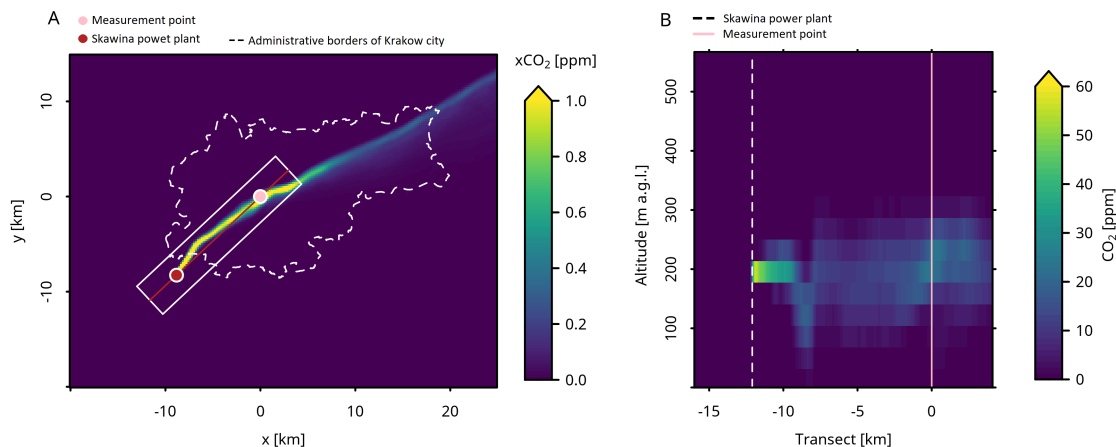 A
Measurement point
Skawina powet plant
Administrative borders of Krakow city
xCO₂ [ppm]
1.0
0.8
0.6
0.4
0.2
0.0
10
0
-10
y [km]
-10
0
10
20
x [km]
B
Skawina power plant
Measurement point
500
400
300
200
100
Altitude [m a.g.l.]
-15
-10
-5
0
Transect [km]
60
50
40
30
20
10
0
CO₂ [ppm]